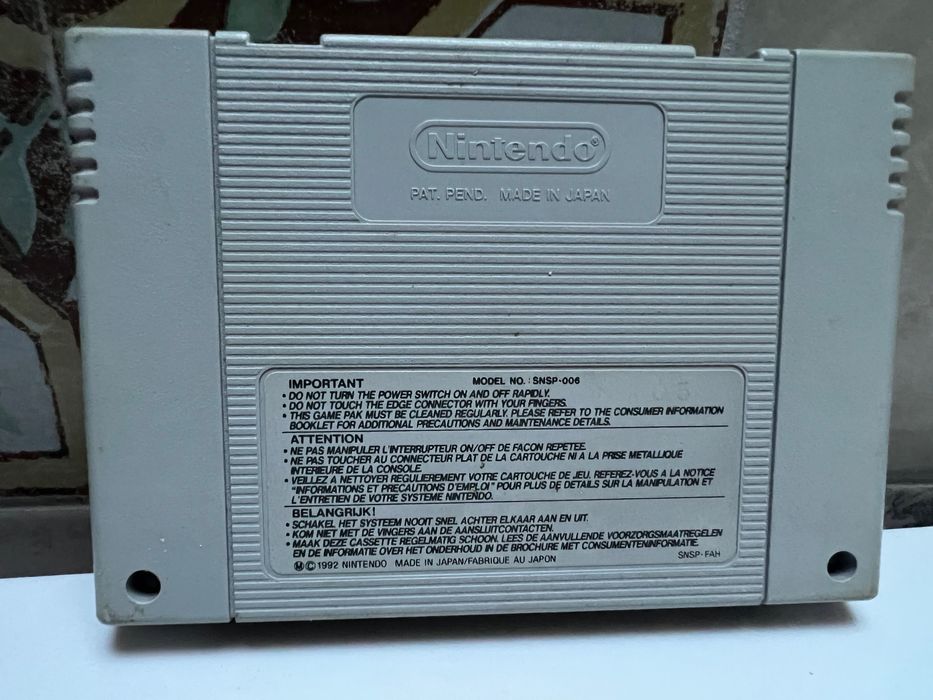 Nintendo®
PAT. PEND. MADE IN JAPAN
IMPORTANT MODEL NO. : SNSP-006
• DO NOT TURN THE POWER SWITCH ON AND OFF RAPIDLY.
• DO NOT TOUCH THE EDGE CONNECTOR WITH YOUR FINGERS.
• THIS GAME PAK MUST BE CLEANED REGULARLY. PLEASE REFER TO THE CONSUMER INFORMATION
BOOKLET FOR ADDITIONAL PRECAUTIONS AND MAINTENANCE DETAILS.
ATTENTION
• NE PAS MANIPULER L'INTERRUPTEUR ON/OFF DE FACON REPETEE.
• NE PAS TOUCHER AU CONNECTEUR PLAT DE LA CARTOUCHE NI A LA PRISE METALLIQUE
INTERIEURE DE LA CONSOLE.
• VEILLEZ A NETTOYER REGULIEREMENT VOTRE CARTOUCHE DE JEU. REFEREZ-VOUS A LA NOTICE
"INFORMATIONS ET PRECAUTIONS D'EMPLOI" POUR PLUS DE DETAILS SUR LA MANIPULATION ET
L'ENTRETIEN DE VOTRE SYSTEME NINTENDO.
BELANGRIJK!
• SCHAKEL HET SYSTEEM NOOIT SNEL ACHTER ELKAAR AAN EN UIT.
• KOM NIET MET DE VINGERS AAN DE AANSLUITCONTACTEN.
• MAAK DEZE CASSETTE REGELMATIG SCHOON. LEES DE AANVULLENDE VOORZORGSMAATREGELEN
EN DE INFORMATIE OVER HET ONDERHOUD IN DE BROCHURE MET CONSUMENTENINFORMATIE.
Ⓜ©1992 NINTENDO MADE IN JAPAN/FABRIQUE AU JAPON SNSP-FAH